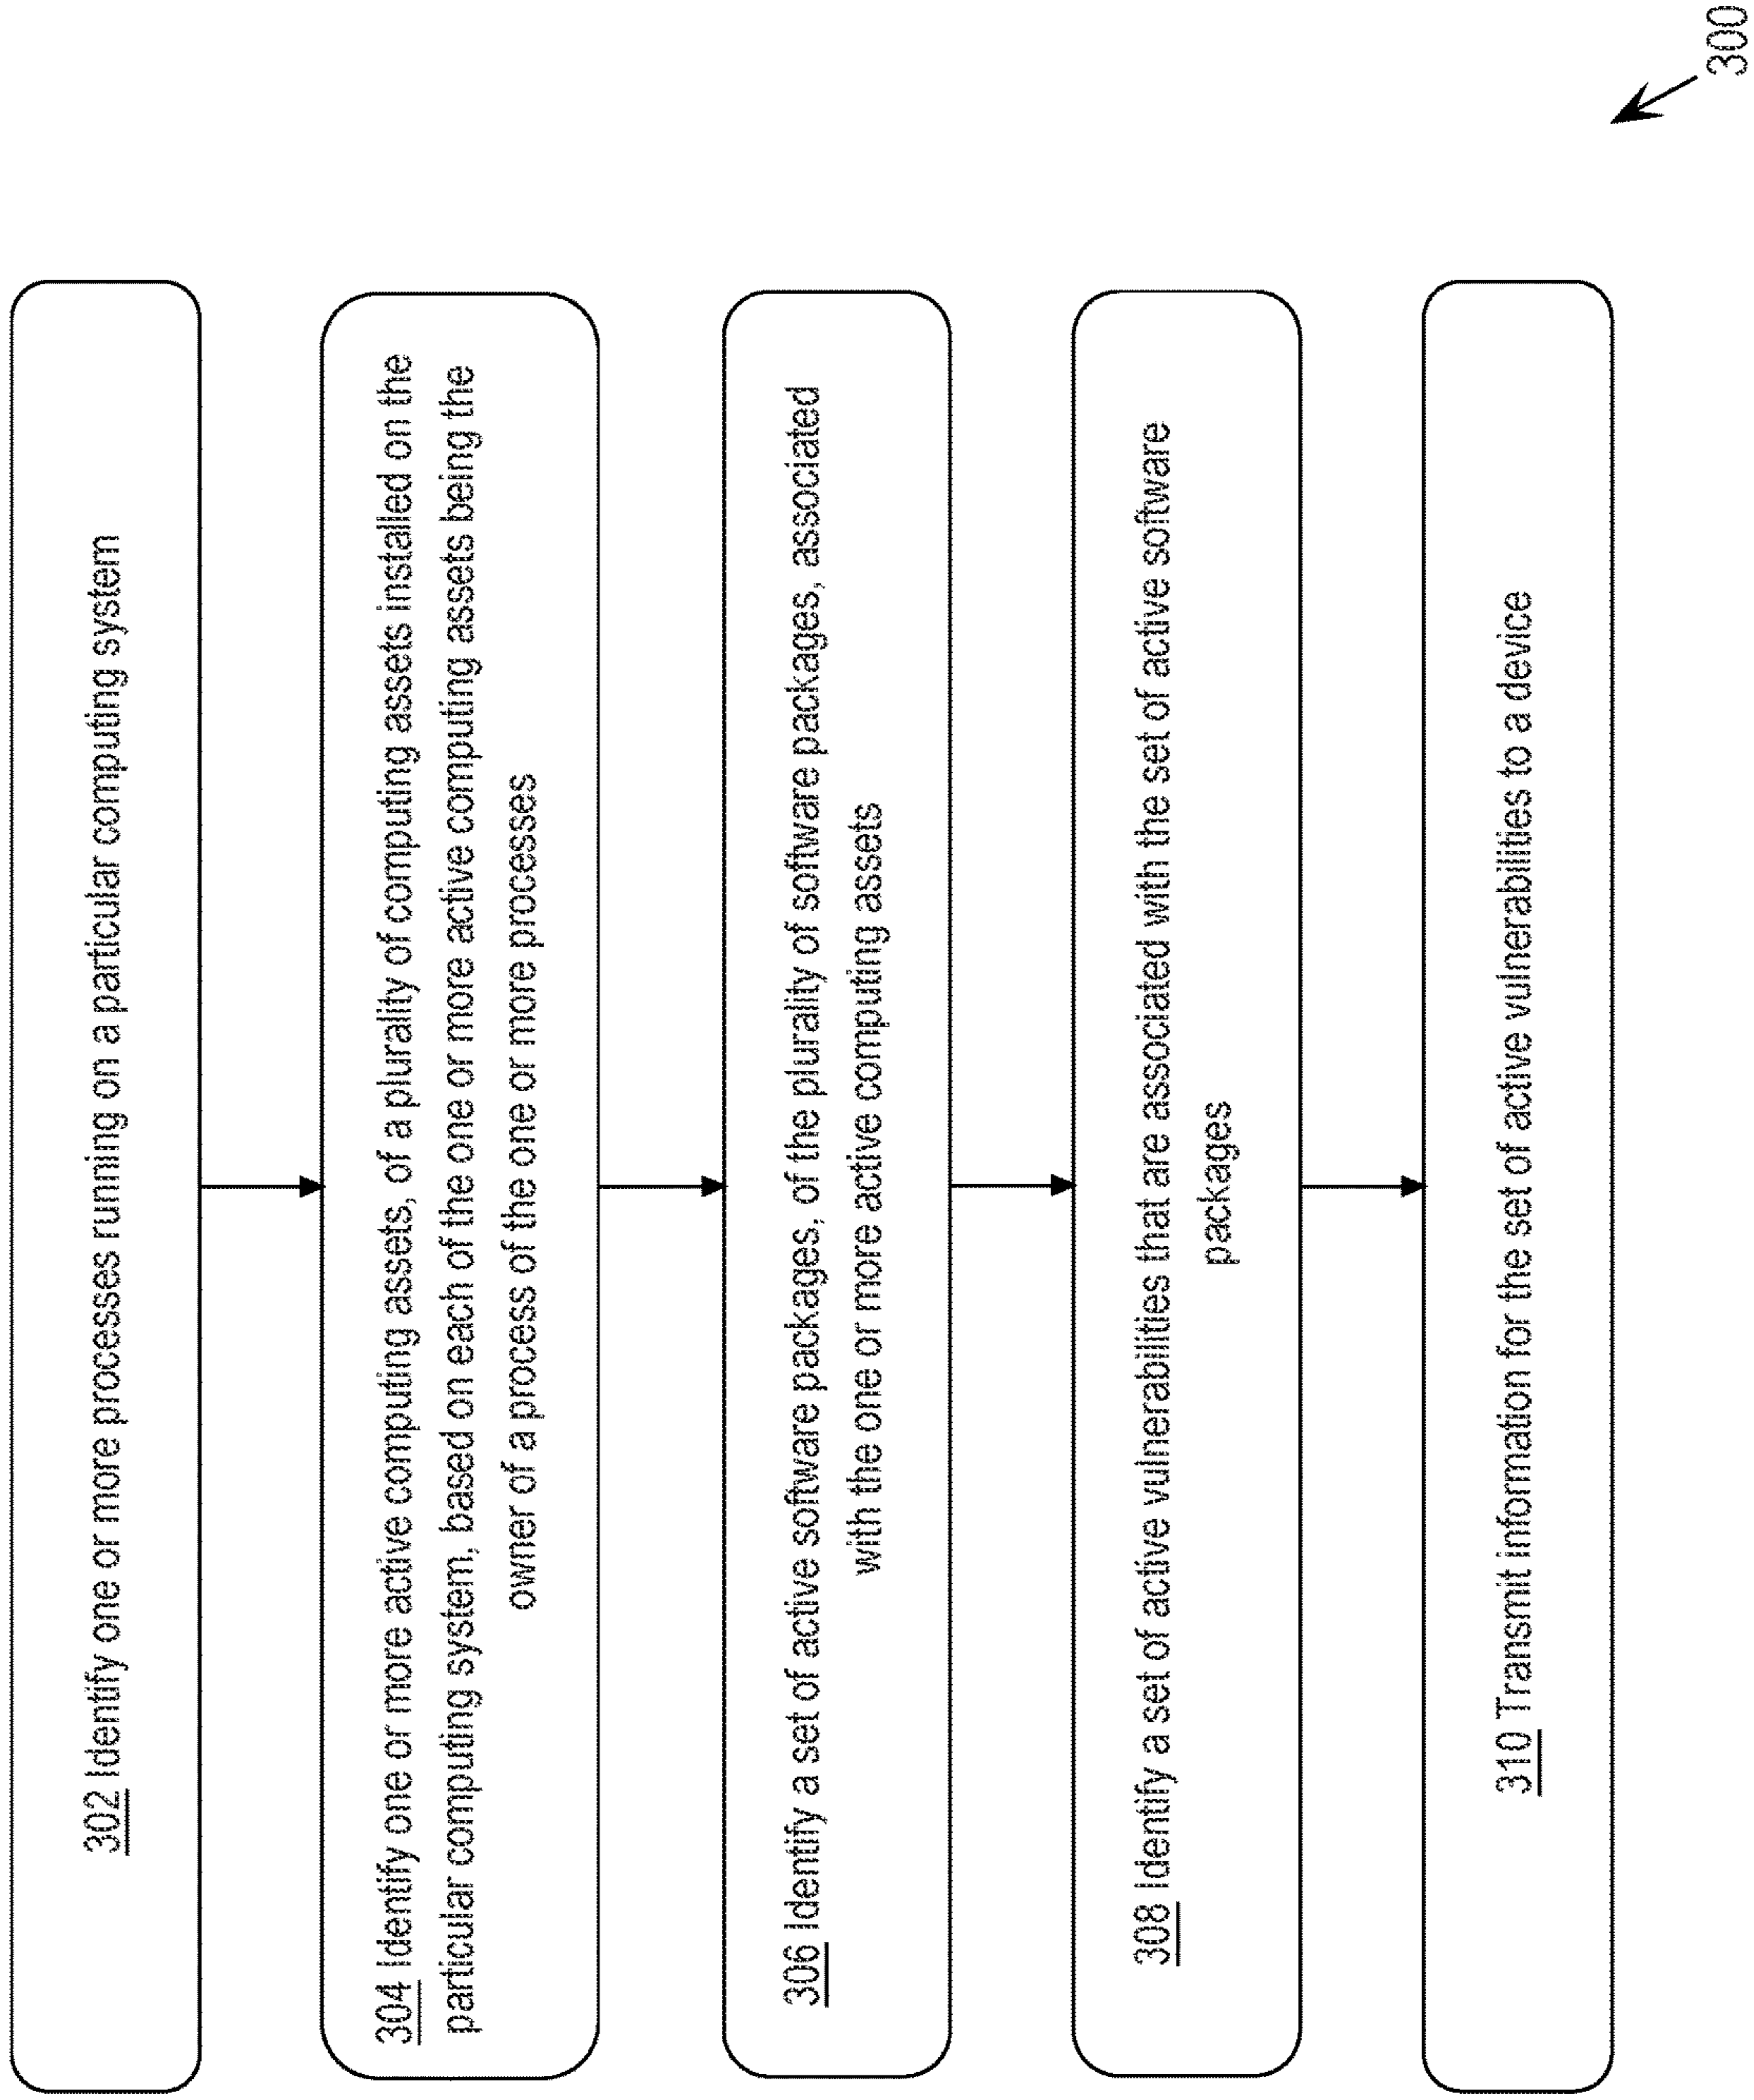 302 Identify one or more processes running on a particular computing system
304 Identify one or more active computing assets, of a plurality of computing assets installed on the
particular computing system, based on each of the one or more active computing assets being the
owner of a process of the one or more processes
306 Identify a set of active software packages, of the plurality of software packages, associated
with the one or more active computing assets
308 Identify a set of active vulnerabilities that are associated with the set of active software
packages
310 Transmit information for the set of active vulnerabilities to a device
300